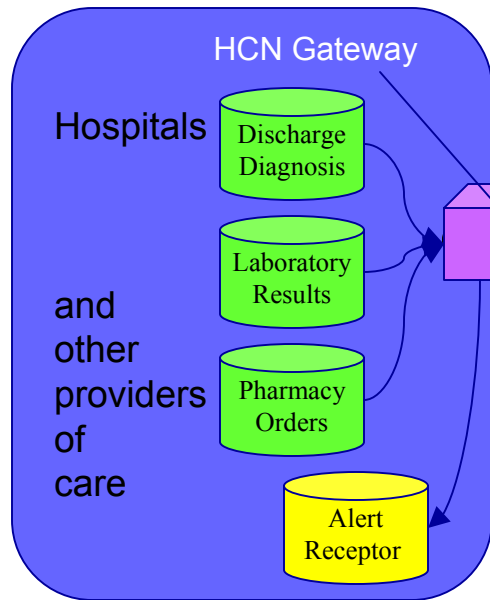 HCN Gateway
Hospitals
Discharge
Diagnosis
Laboratory
Results
and
other
providers
of
care
Pharmacy
Orders
Alert
Receptor